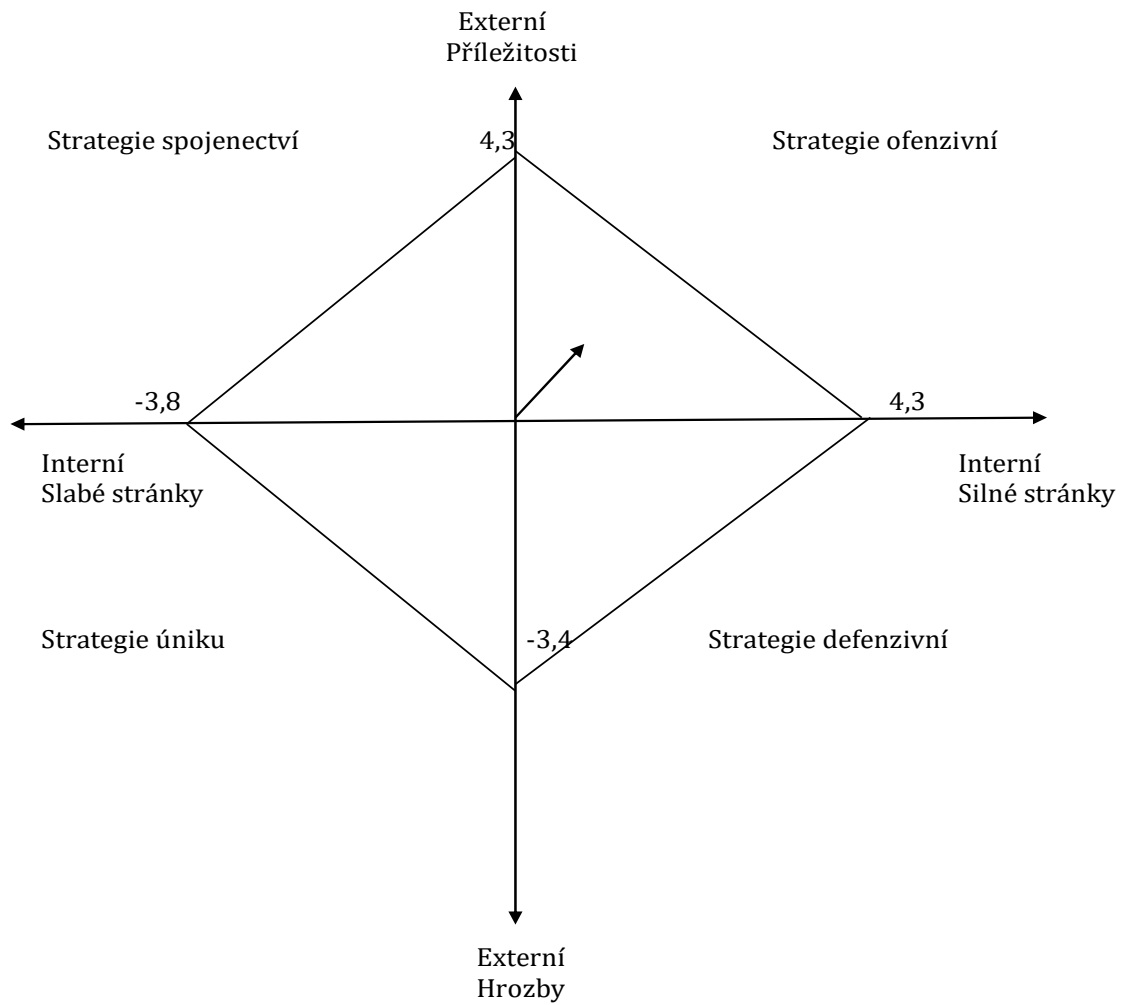 Externí
Příležitosti
Strategie spojenectví
4,3
Strategie ofenzivní
-3,8
4,3
Interní
Slabé stránky
Interní
Silné stránky
Strategie úniku
-3,4
Strategie defenzivní
Externí
Hrozby